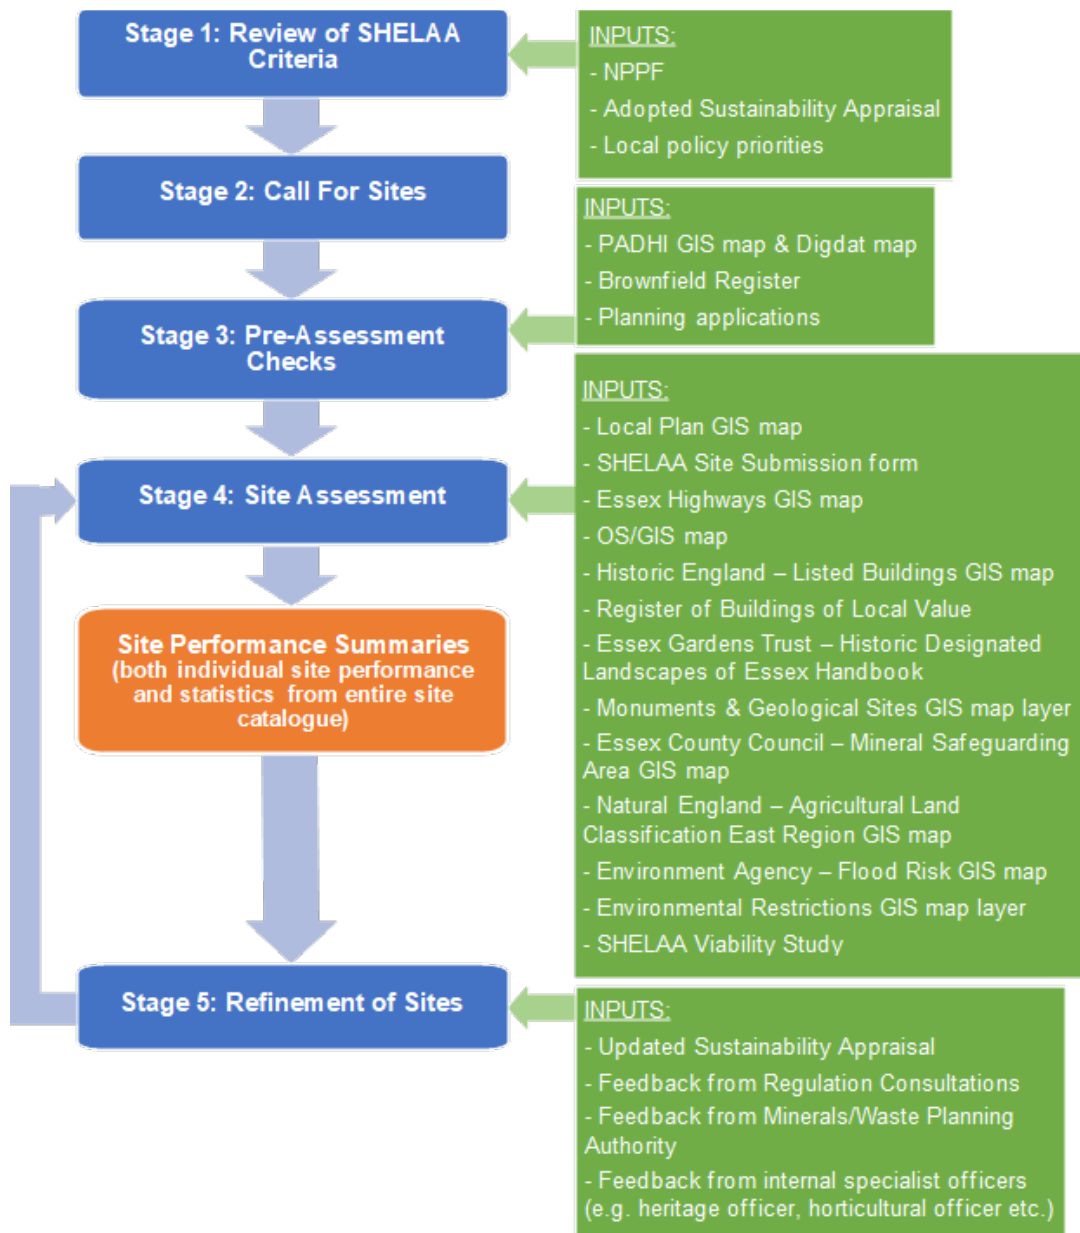 Stage 1: Review of SHELAA
Criteria
INPUTS:
- NPPF
- Adopted Sustainability Appraisal
- Local policy priorities
Stage 2: Call For Sites
INPUTS:
- PADHI GIS map & Digdat map
- Brownfield Register
- Planning applications
Stage 3: Pre-Assessment
Checks
INPUTS:
- Local Plan GIS map
- SHELAA Site Submission form
- Essex Highways GIS map
- OS/GIS map
- Historic England – Listed Buildings GIS map
- Register of Buildings of Local Value
- Essex Gardens Trust – Historic Designated
Landscapes of Essex Handbook
- Monuments & Geological Sites GIS map layer
- Essex County Council – Mineral Safeguarding
Area GIS map
- Natural England – Agricultural Land
Classification East Region GIS map
- Environment Agency – Flood Risk GIS map
- Environmental Restrictions GIS map layer
- SHELAA Viability Study
Stage 4: Site Assessment
Site Performance Summaries
(both individual site performance
and statistics from entire site
catalogue)
Stage 5: Refinement of Sites
INPUTS:
- Updated Sustainability Appraisal
- Feedback from Regulation Consultations
- Feedback from Minerals/Waste Planning
Authority
- Feedback from internal specialist officers
(e.g. heritage officer, horticultural officer etc.)